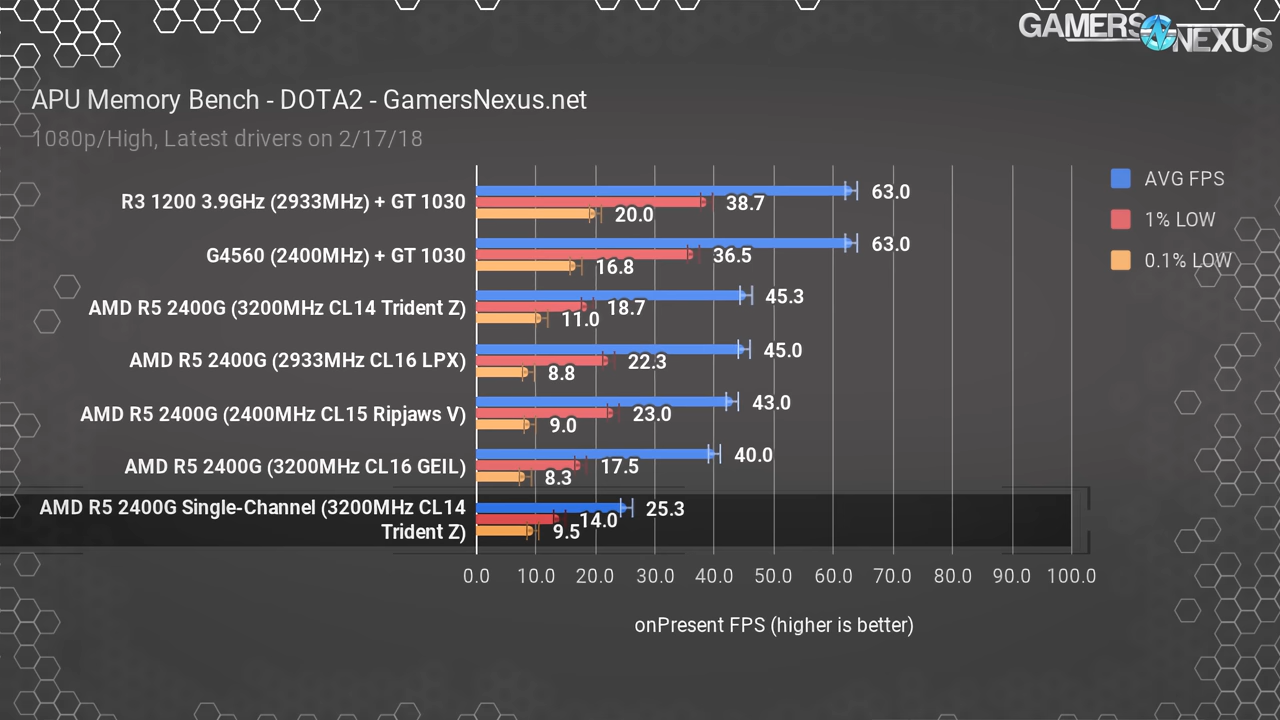 GAMERS NEXUS
APU Memory Bench - DOTA2 - GamersNexus.net
1080p/High, Latest drivers on 2/17/18
AVG FPS
1% LOW
0.1% LOW
R3 1200 3.9GHz (2933MHz) + GT 1030
63.0
38.7
20.0
G4560 (2400MHz) + GT 1030
63.0
36.5
16.8
AMD R5 2400G (3200MHz CL14 Trident Z)
45.3
18.7
11.0
AMD R5 2400G (2933MHz CL16 LPX)
45.0
22.3
8.8
AMD R5 2400G (2400MHz CL15 Ripjaws V)
43.0
23.0
9.0
AMD R5 2400G (3200MHz CL16 GEIL)
40.0
17.5
8.3
AMD R5 2400G Single-Channel (3200MHz CL14
Trident Z)
25.3
14.0
9.5
0.0 10.0 20.0 30.0 40.0 50.0 60.0 70.0 80.0 90.0 100.0
onPresent FPS (higher is better)